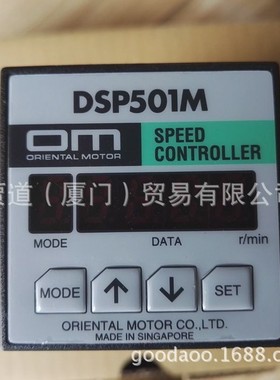 DSP501M
om
ORIENTAL MOTOR
SPEED
CONTROLLER
道（厦门）贸易有限公司
MODE
DATA
r/min
MODE
↑
↓
SET
ORIENTAL MOTOR CO.,LTD.
MADE IN SINGAPORE
goodaoo.1688.